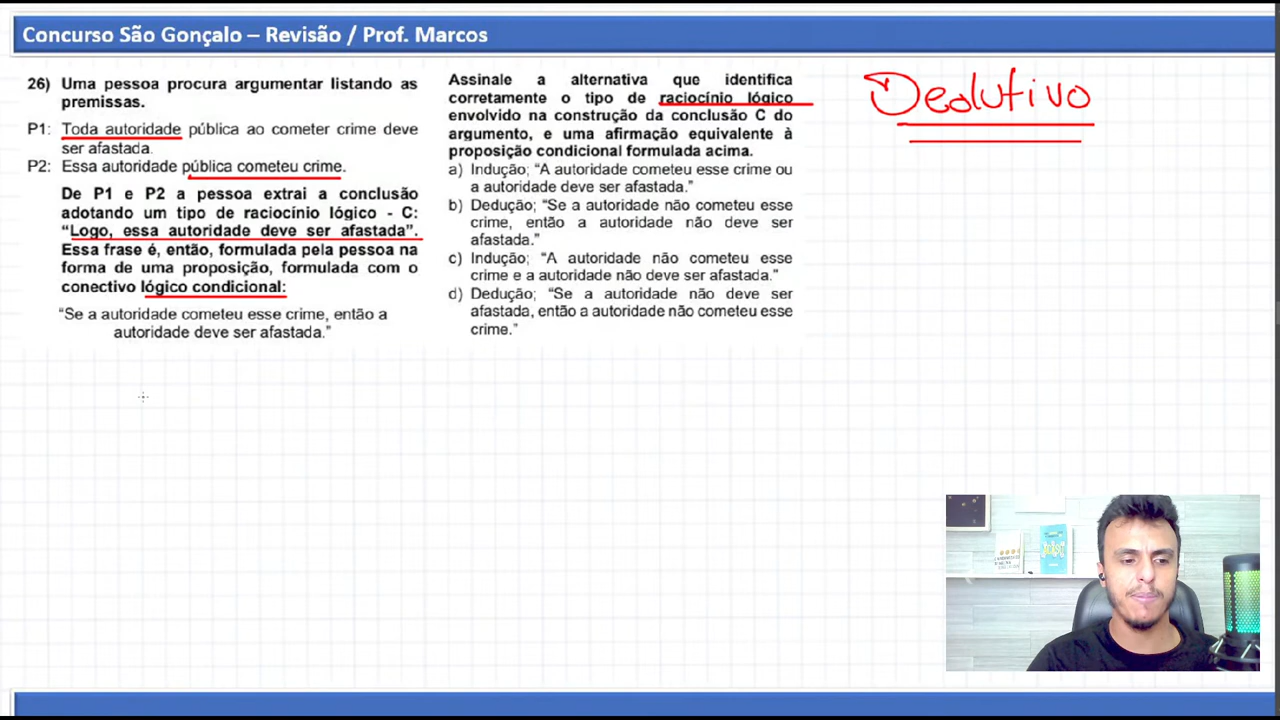 Concurso São Gonçalo – Revisão / Prof. Marcos
26) Uma pessoa procura argumentar listando as
premissas.
P1: Toda autoridade pública ao cometer crime deve
ser afastada.
P2: Essa autoridade pública cometeu crime.
De P1 e P2 a pessoa extrai a conclusão
adotando um tipo de raciocínio lógico - C:
“Logo, essa autoridade deve ser afastada”.
Essa frase é, então, formulada pela pessoa na
forma de uma proposição, formulada com o
conectivo lógico condicional:
“Se a autoridade cometeu esse crime, então a
autoridade deve ser afastada.”
Assinale a alternativa que identifica
corretamente o tipo de raciocínio lógico
envolvido na construção da conclusão C do
argumento, e uma afirmação equivalente à
proposição condicional formulada acima.
a) Indução; “A autoridade cometeu esse crime ou
a autoridade deve ser afastada.”
b) Dedução; “Se a autoridade não cometeu esse
crime, então a autoridade não deve ser
afastada.”
c) Indução; “A autoridade não cometeu esse
crime e a autoridade não deve ser afastada.”
d) Dedução; “Se a autoridade não deve ser
afastada, então a autoridade não cometeu esse
crime.”
Dedutivo